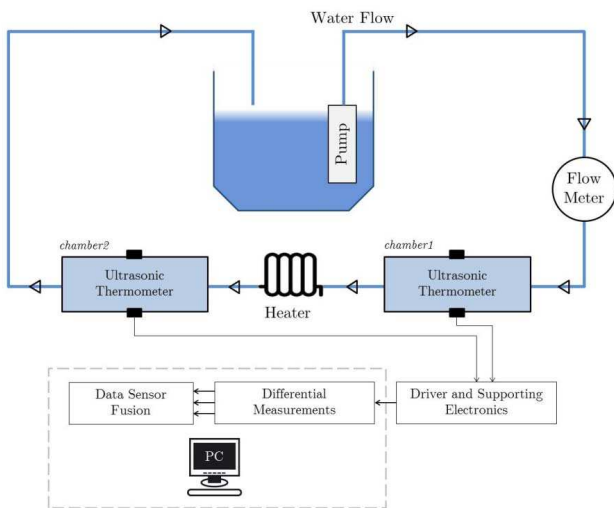 Water Flow
Pump
Flow
Meter
chamber2
chamber1
Ultrasonic
Thermometer
Ultrasonic
Thermometer
Heater
Data Sensor
Fusion
Differential
Measurements
Driver and Supporting
Electronics
PC